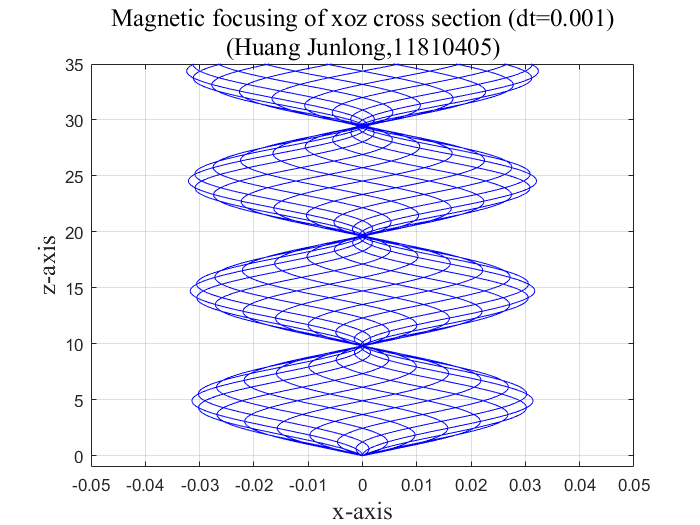 Magnetic focusing of xoz cross section (dt=0.001)
(Huang Junlong,11810405)
35
30
25
20
15
10
5
0
z-axis
-0.05 -0.04 -0.03 -0.02 -0.01 0 0.01 0.02 0.03 0.04 0.05
x-axis